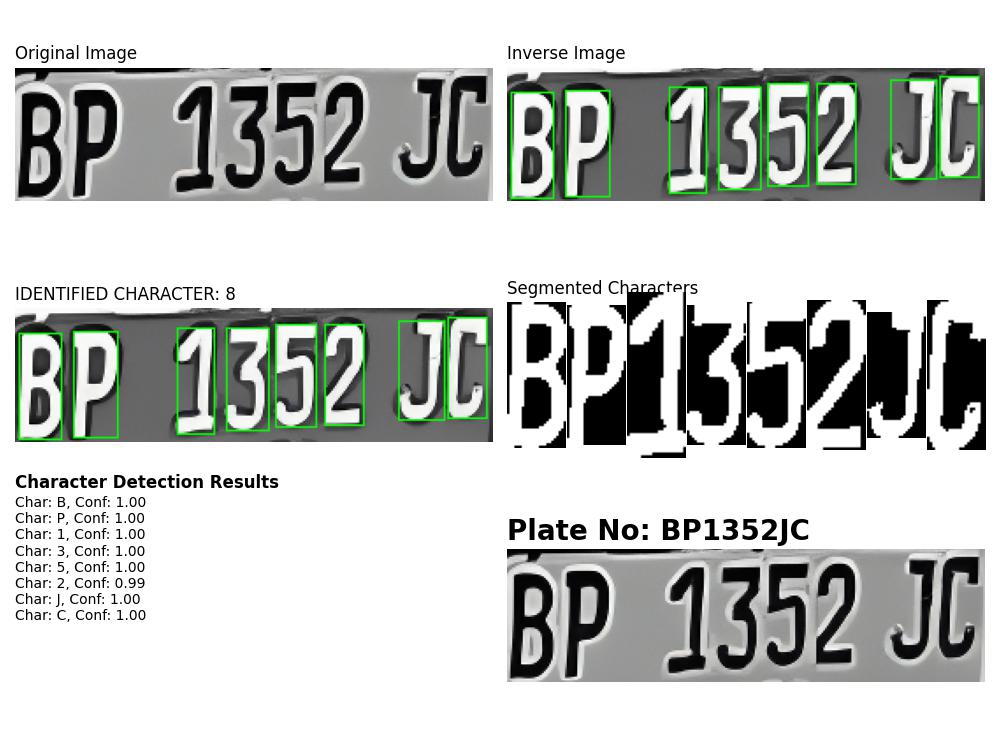 Original Image
BP 1352 JC
Inverse Image
BP 1352 JC
IDENTIFIED CHARACTER: 8
BP 1352 JC
Segmented Characters
BP1352JC
Character Detection Results
Char: B, Conf: 1.00
Char: P, Conf: 1.00
Char: 1, Conf: 1.00
Char: 3, Conf: 1.00
Char: 5, Conf: 1.00
Char: 2, Conf: 0.99
Char: J, Conf: 1.00
Char: C, Conf: 1.00
Plate No: BP1352JC
BP 1352 JC